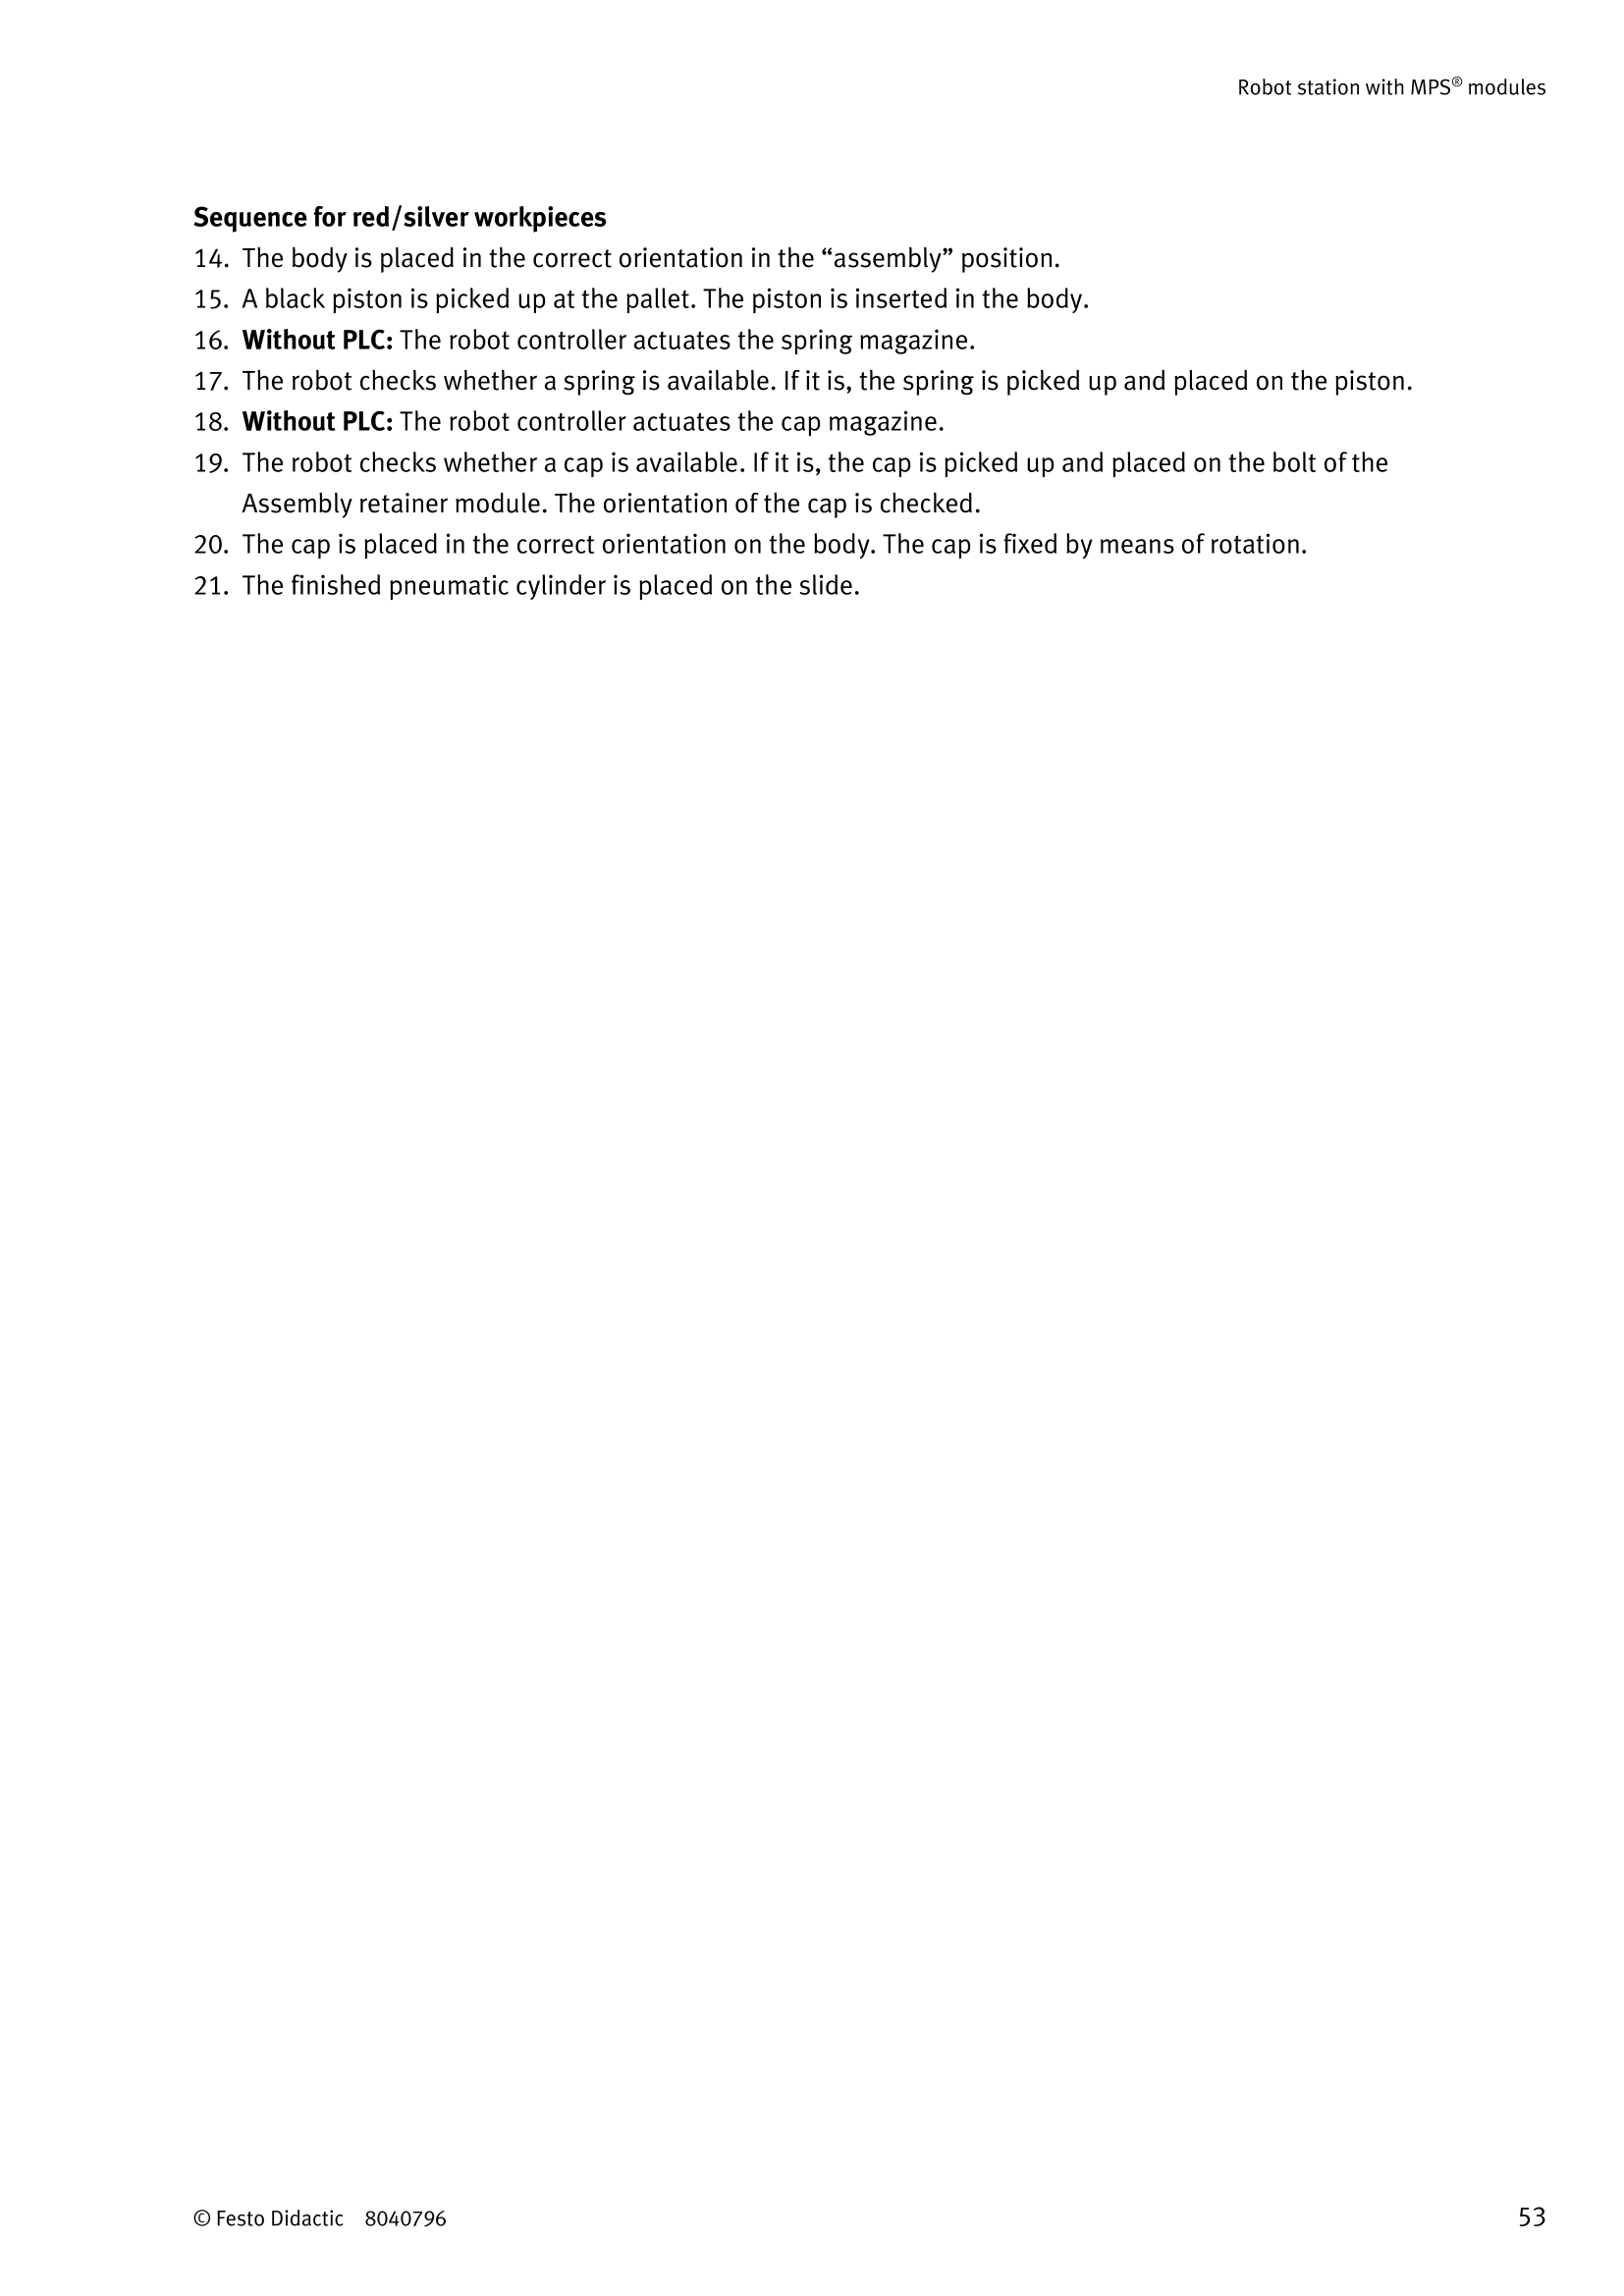 Robot station with MPS® modules
Sequence for red/silver workpieces
14. The body is placed in the correct orientation in the “assembly” position.
15. A black piston is picked up at the pallet. The piston is inserted in the body.
16. Without PLC: The robot controller actuates the spring magazine.
17. The robot checks whether a spring is available. If it is, the spring is picked up and placed on the piston.
18. Without PLC: The robot controller actuates the cap magazine.
19. The robot checks whether a cap is available. If it is, the cap is picked up and placed on the bolt of the
Assembly retainer module. The orientation of the cap is checked.
20. The cap is placed in the correct orientation on the body. The cap is fixed by means of rotation.
21. The finished pneumatic cylinder is placed on the slide.
© Festo Didactic 8040796
53